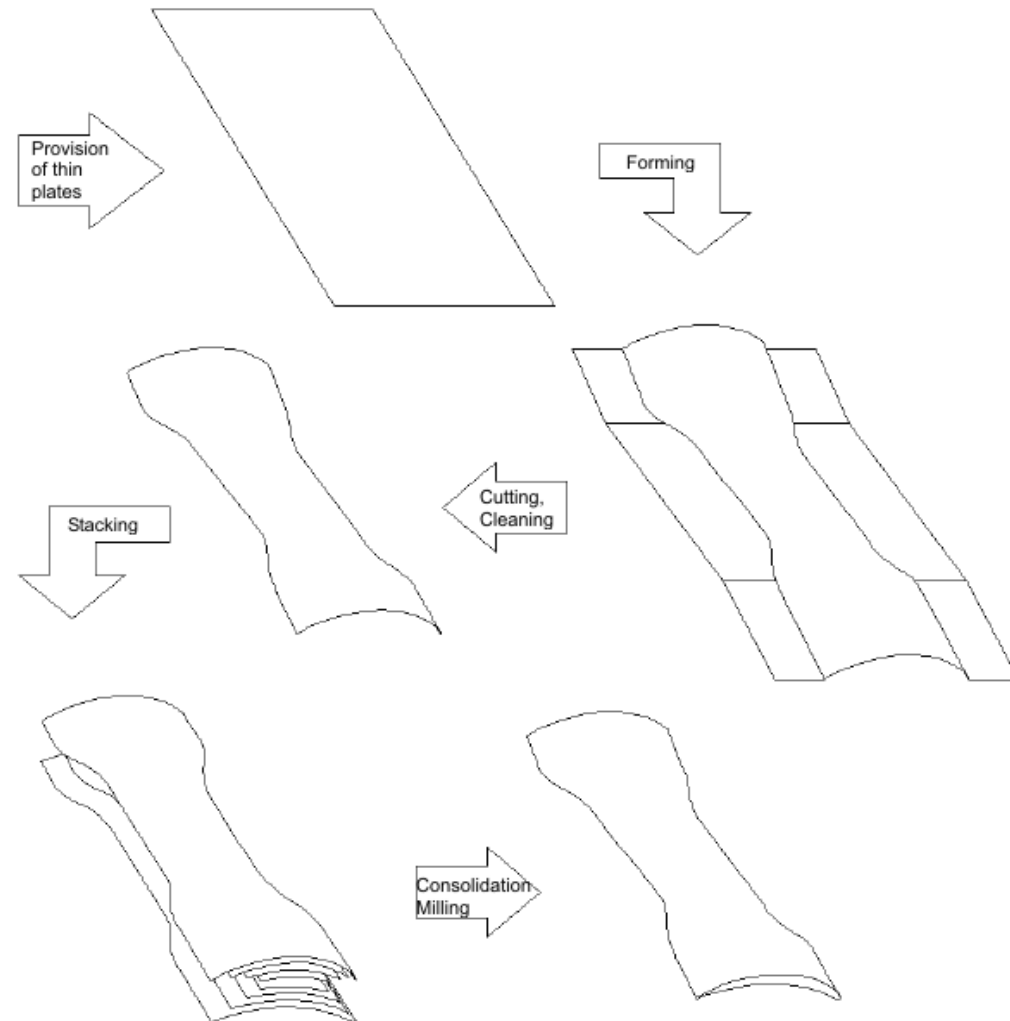 Provision
of thin
plates
Forming
Cutting,
Cleaning
Stacking
Consolidation
Milling